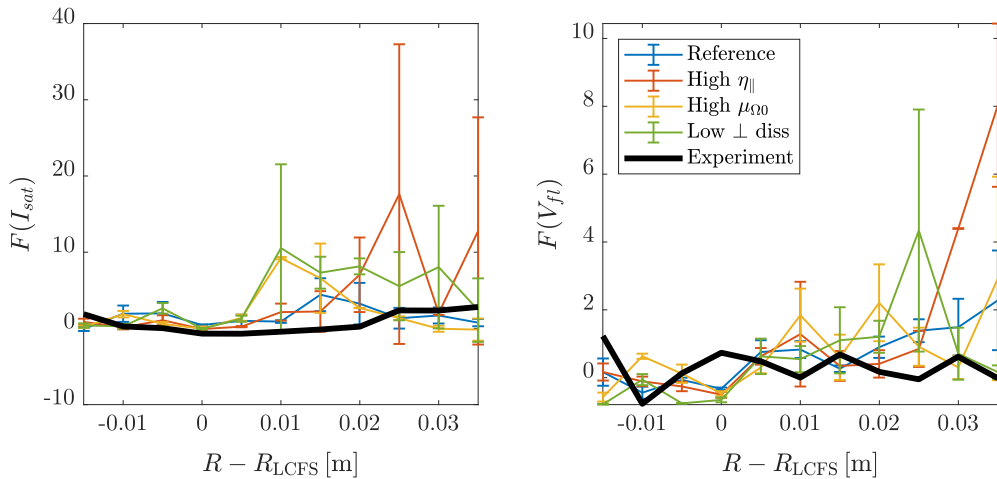 40
30
20
10
0
-10
-0.01
0
0.01
0.02
0.03
R − R_LCFS [m]
F(I_sat)
10
8
6
4
2
0
-0.01
0
0.01
0.02
0.03
R − R_LCFS [m]
F(V_fl)
Reference
High η_∥
High μ_Ω0
Low ⊥ diss
Experiment